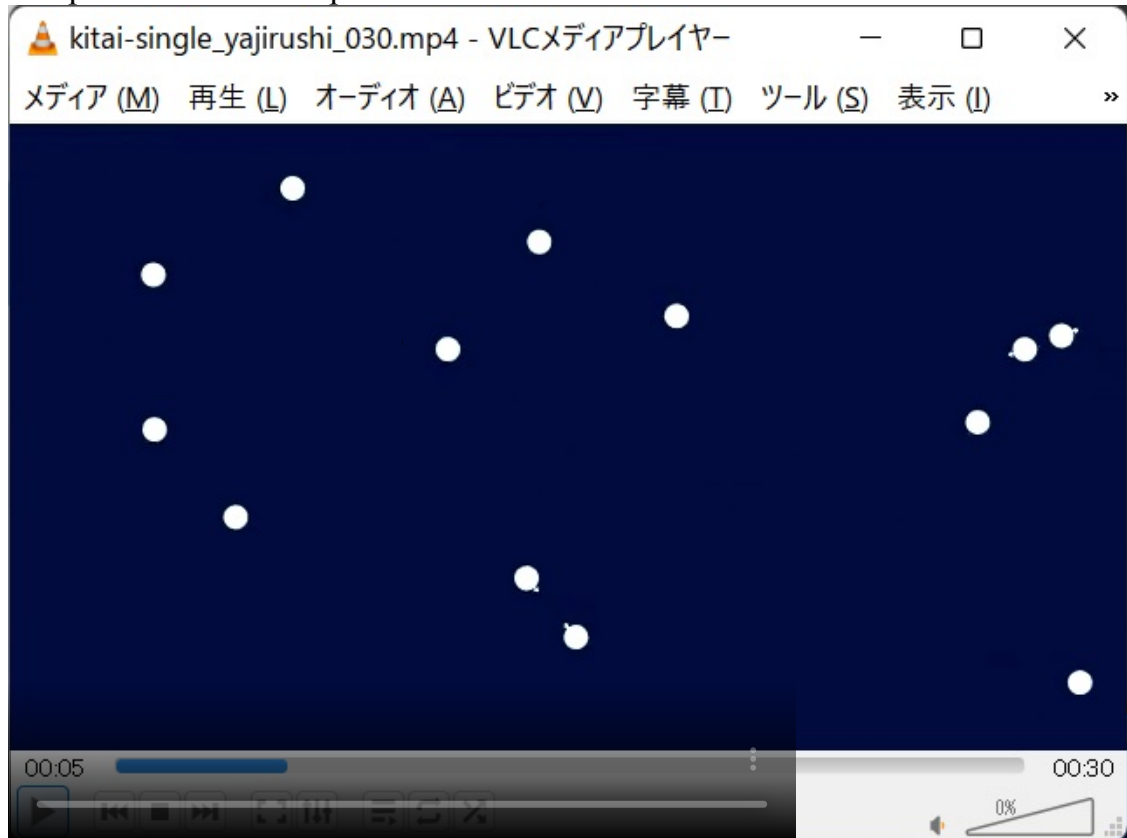 kitai-single_yajirushi_030.mp4 - VLCメディアプレイヤー
メディア (M) 再生 (L) オーディオ (A) ビデオ (V) 字幕 (T) ツール (S) 表示 (I) »
00:05 00:30
0%